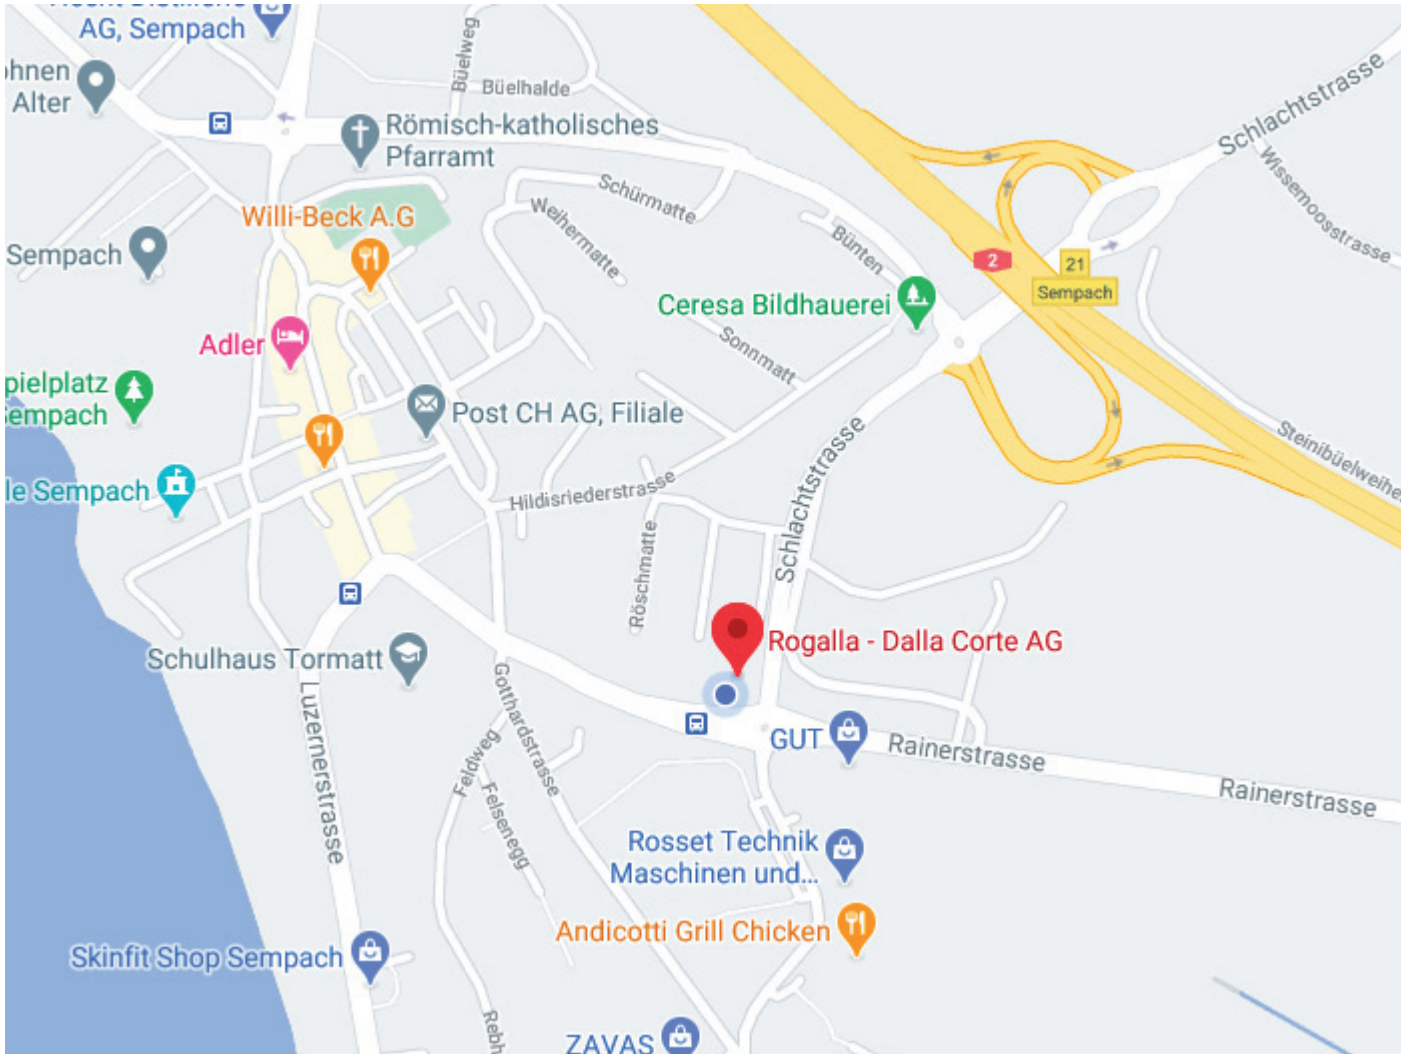 AG, Sempach
Alter
Büelweg
Büelhalde
Römisch-katholisches
Pfarramt
Schlachtstrasse
Wissemoosstrasse
Schürmatte
Weihermatte
Willi-Beck A.G
Bünten
Sempach
2
21
Sempach
Ceresa Bildhauerei
Adler
Sonnmatt
Post CH AG, Filiale
Schlachtstrasse
Steinibüelweihe
Sempach
Hildisriederstrasse
Röschmatte
Rogalla - Dalla Corte AG
Schulhaus Tormatt
Luzernerstrasse
Gotthardstrasse
Feldweg
Felsenegg
GUT
Rainerstrasse
Rainerstrasse
Rosset Technik
Maschinen und...
Andicotti Grill Chicken
Skinfit Shop Sempach
Rebh
ZAVAS